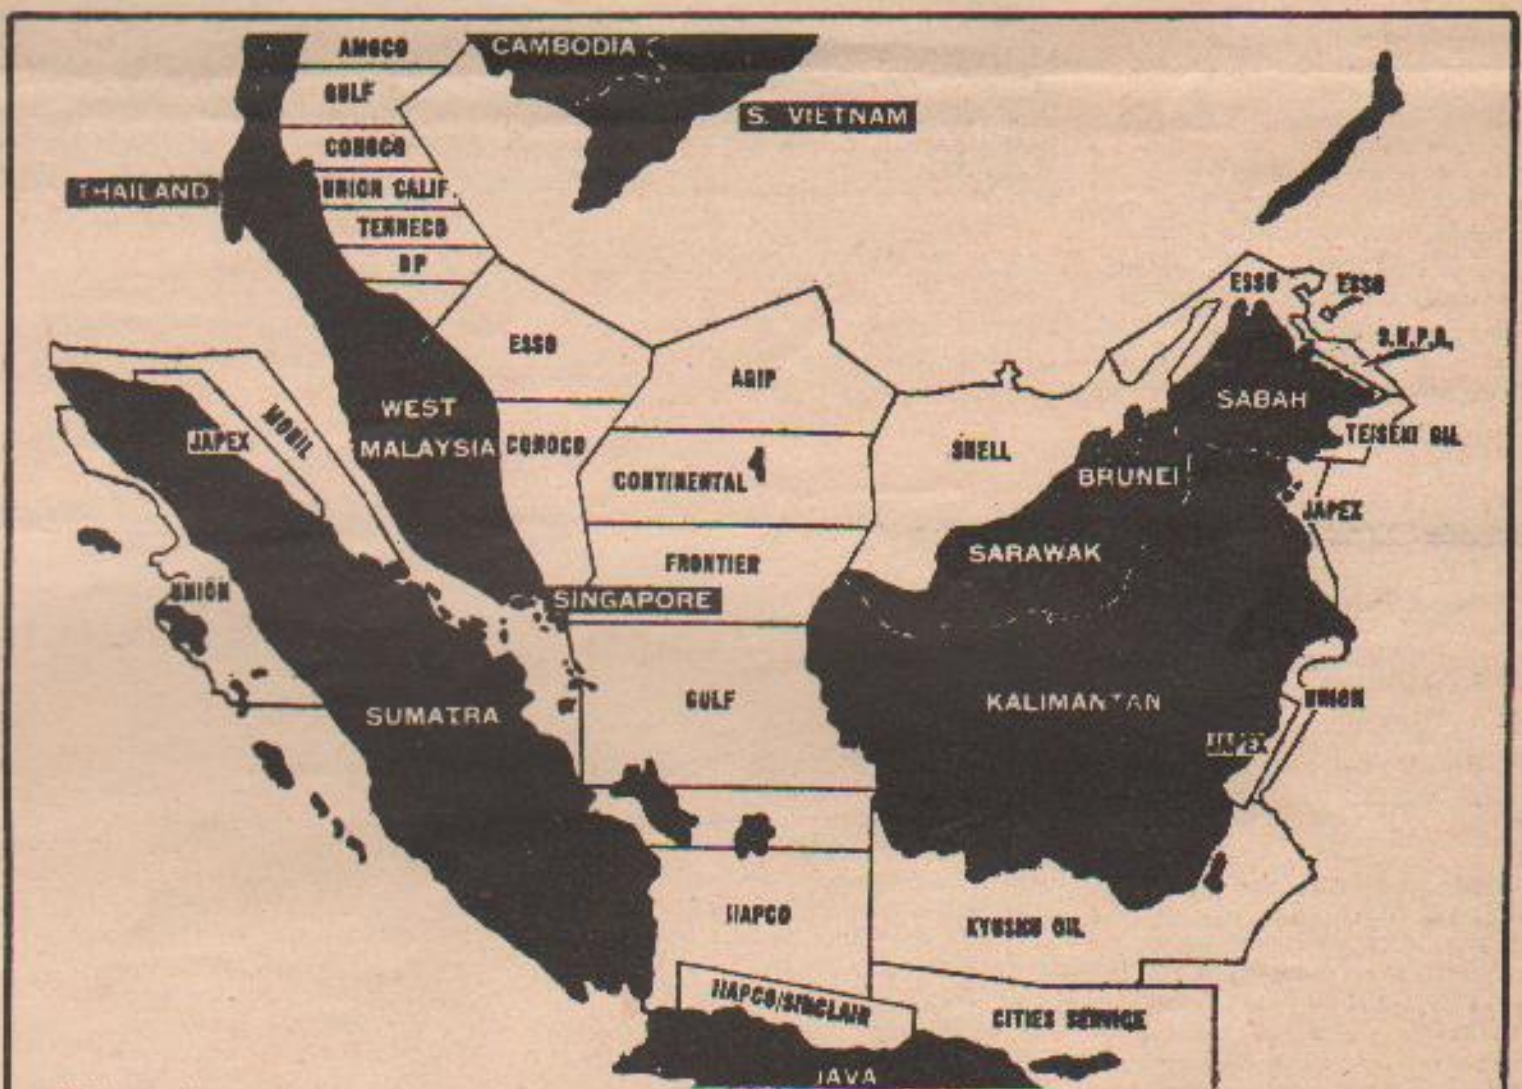 AMOCO
CAMBODIA
GULF
S. VIETNAM
CONOCO
THAILAND
UNION CALIF.
TENNECO
BP
ESSO
ESSO
ESSO
AGIP
SABAH
WEST
MALAYSIA
MOBIL
JAPEX
CONOCO
SHELL
TEISEKI OIL
CONTINENTAL
BRUNEI
JAPEX
SARAWAK
FRONTIER
UNION
SINGAPORE
GULF
KALIMANTAN
UNION
SUMATRA
JAPEX
IIAPCO
KYUSHU OIL
IIAPCO/SINCLAIR
CITIES SERVICE
JAVA